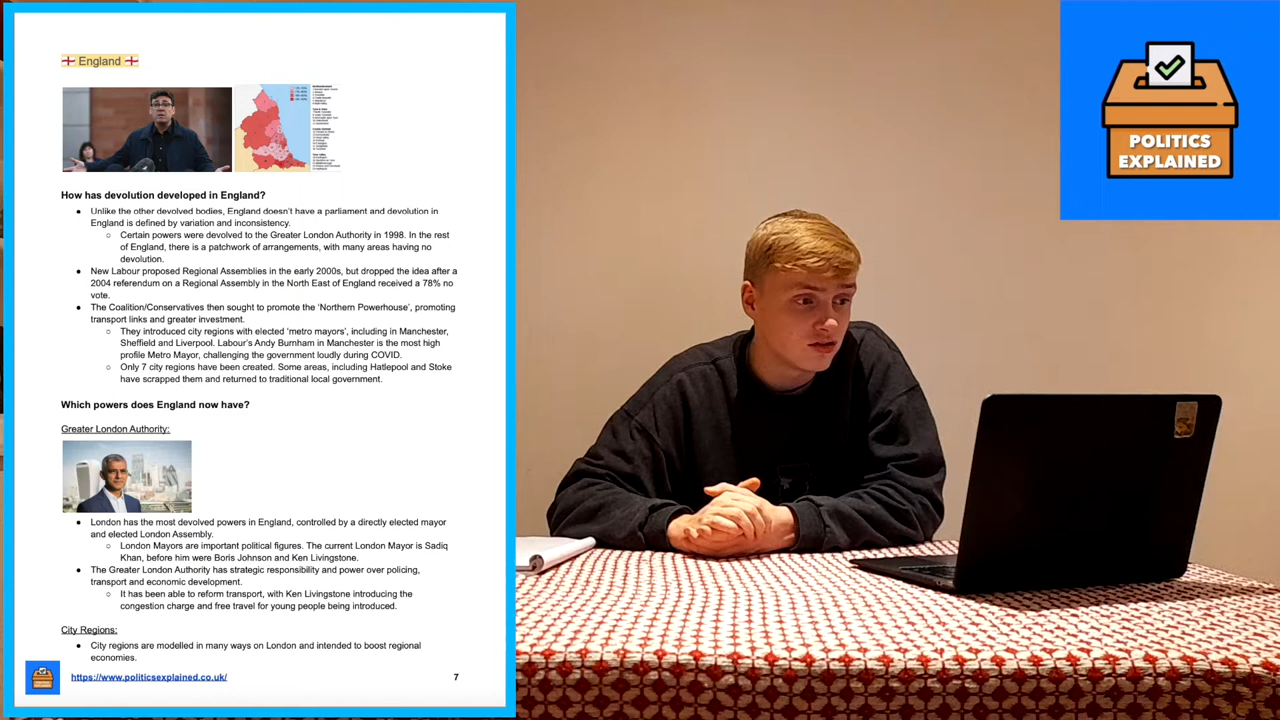 England
How has devolution developed in England?
● Unlike the other devolved bodies, England doesn't have a parliament and devolution in
England is defined by variation and inconsistency.
○ Certain powers were devolved to the Greater London Authority in 1998. In the rest
of England, there is a patchwork of arrangements, with many areas having no
devolution.
● New Labour proposed Regional Assemblies in the early 2000s, but dropped the idea after a
2004 referendum on a Regional Assembly in the North East of England received a 78% no
vote.
● The Coalition/Conservatives then sought to promote the 'Northern Powerhouse', promoting
transport links and greater investment.
○ They introduced city regions with elected 'metro mayors', including in Manchester,
Sheffield and Liverpool. Labour's Andy Burnham in Manchester is the most high
profile Metro Mayor, challenging the government loudly during COVID.
○ Only 7 city regions have been created. Some areas, including Hatlepool and Stoke
have scrapped them and returned to traditional local government.
Which powers does England now have?
Greater London Authority:
● London has the most devolved powers in England, controlled by a directly elected mayor
and elected London Assembly.
○ London Mayors are important political figures. The current London Mayor is Sadiq
Khan, before him were Boris Johnson and Ken Livingstone.
● The Greater London Authority has strategic responsibility and power over policing,
transport and economic development.
○ It has been able to reform transport, with Ken Livingstone introducing the
congestion charge and free travel for young people being introduced.
City Regions:
● City regions are modelled in many ways on London and intended to boost regional
economies.
https://www.politicsexplained.co.uk/
7
POLITICS
EXPLAINED